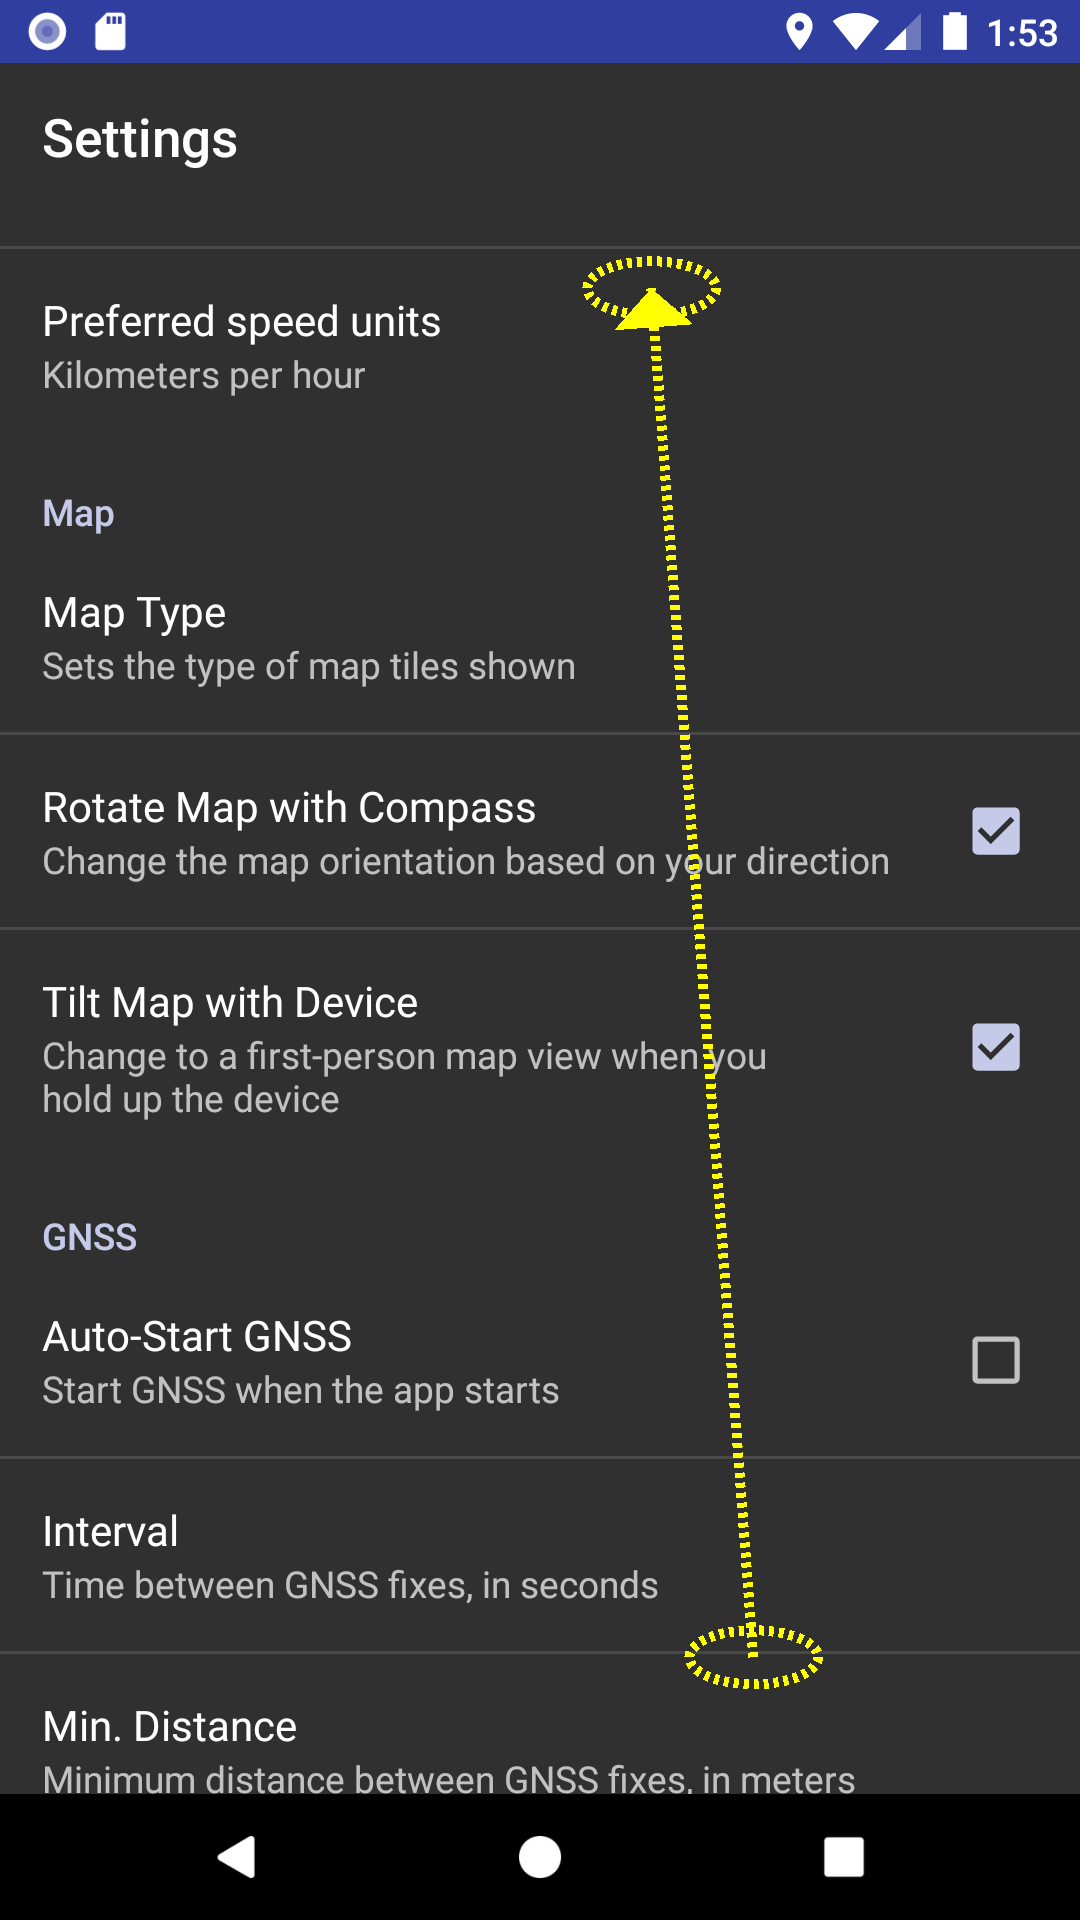 1:53
Settings
Preferred speed units
Kilometers per hour
Map
Map Type
Sets the type of map tiles shown
Rotate Map with Compass
Change the map orientation based on your direction
Tilt Map with Device
Change to a first-person map view when you
hold up the device
GNSS
Auto-Start GNSS
Start GNSS when the app starts
Interval
Time between GNSS fixes, in seconds
Min. Distance
Minimum distance between GNSS fixes, in meters